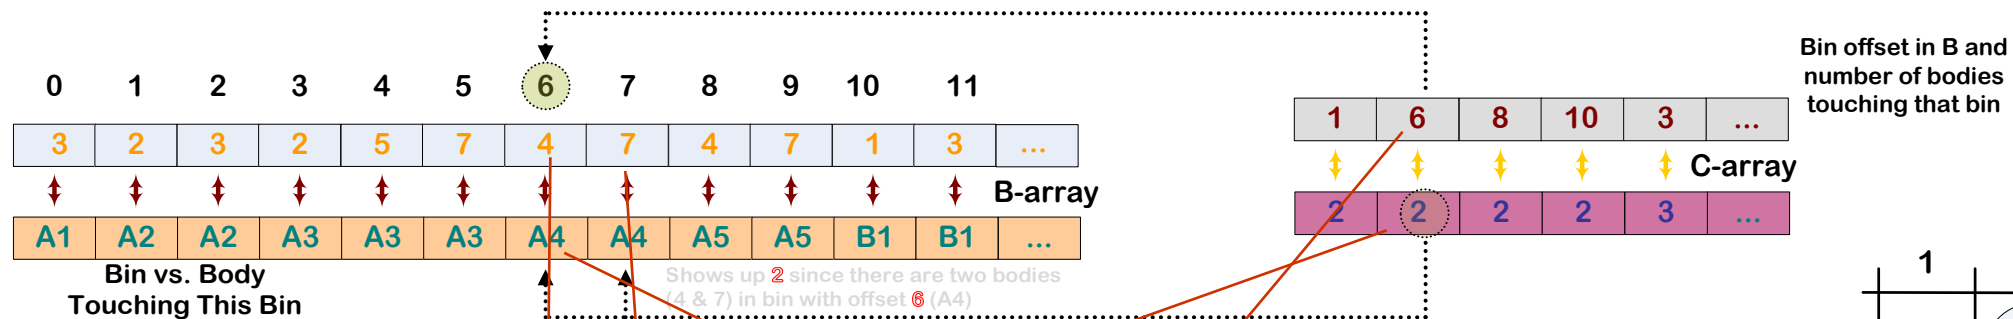 0 1 2 3 4 5 6 7 8 9 10 11
3 2 3 2 5 7 4 7 4 7 1 3 ...
B-array
A1 A2 A2 A3 A3 A3 A4 A4 A5 A5 B1 B1 ...
Bin vs. Body
Touching This Bin
Shows up 2 since there are two bodies
(4 & 7) in bin with offset 6 (A4)
1 6 8 10 3 ...
C-array
2 2 2 2 3 ...
Bin offset in B and
number of bodies
touching that bin
1